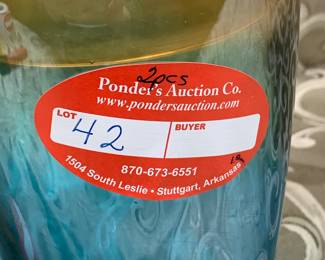 2pcs
Ponder's Auction Co.
www.pondersauction.com
LOT
42
BUYER
870-673-6551
1504 South Leslie • Stuttgart, Arkansas